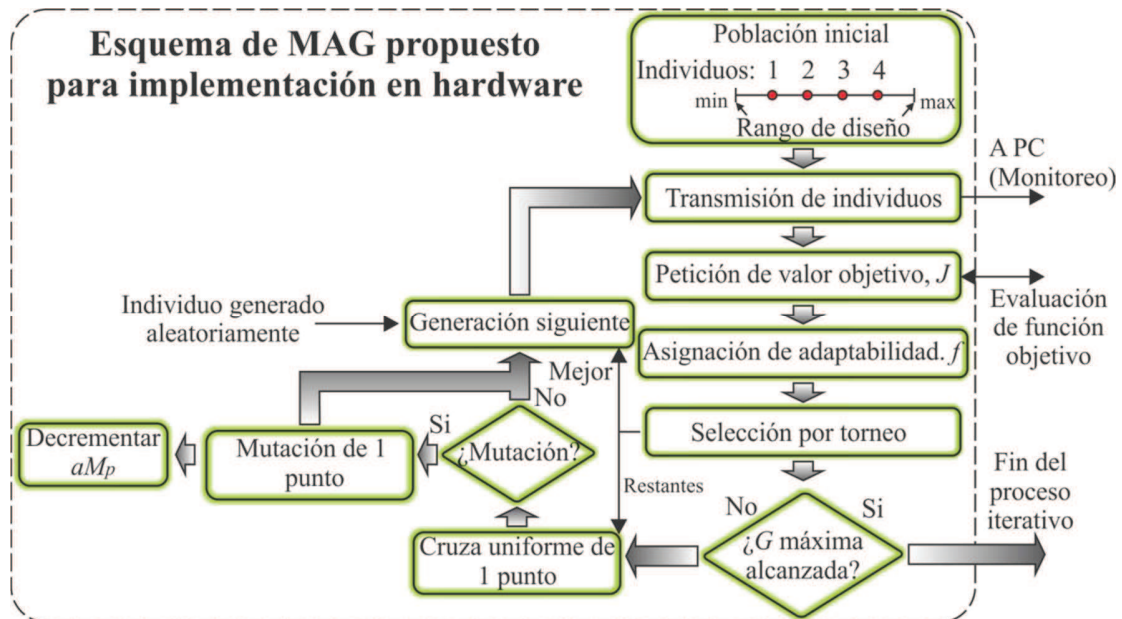 Esquema de MAG propuesto
para implementación en hardware
Población inicial
Individuos: 1 2 3 4
min
max
Rango de diseño
A PC
(Monitoreo)
Transmisión de individuos
Petición de valor objetivo, J
Evaluación
de función
objetivo
Individuo generado
aleatoriamente
Generación siguiente
Asignación de adaptabilidad. f
Mejor
No
Si
¿Mutación?
Selección por torneo
Decrementar
aMp
Mutación de 1
punto
Restantes
Fin del
proceso
iterativo
No
Si
¿G máxima
alcanzada?
Cruza uniforme de
1 punto